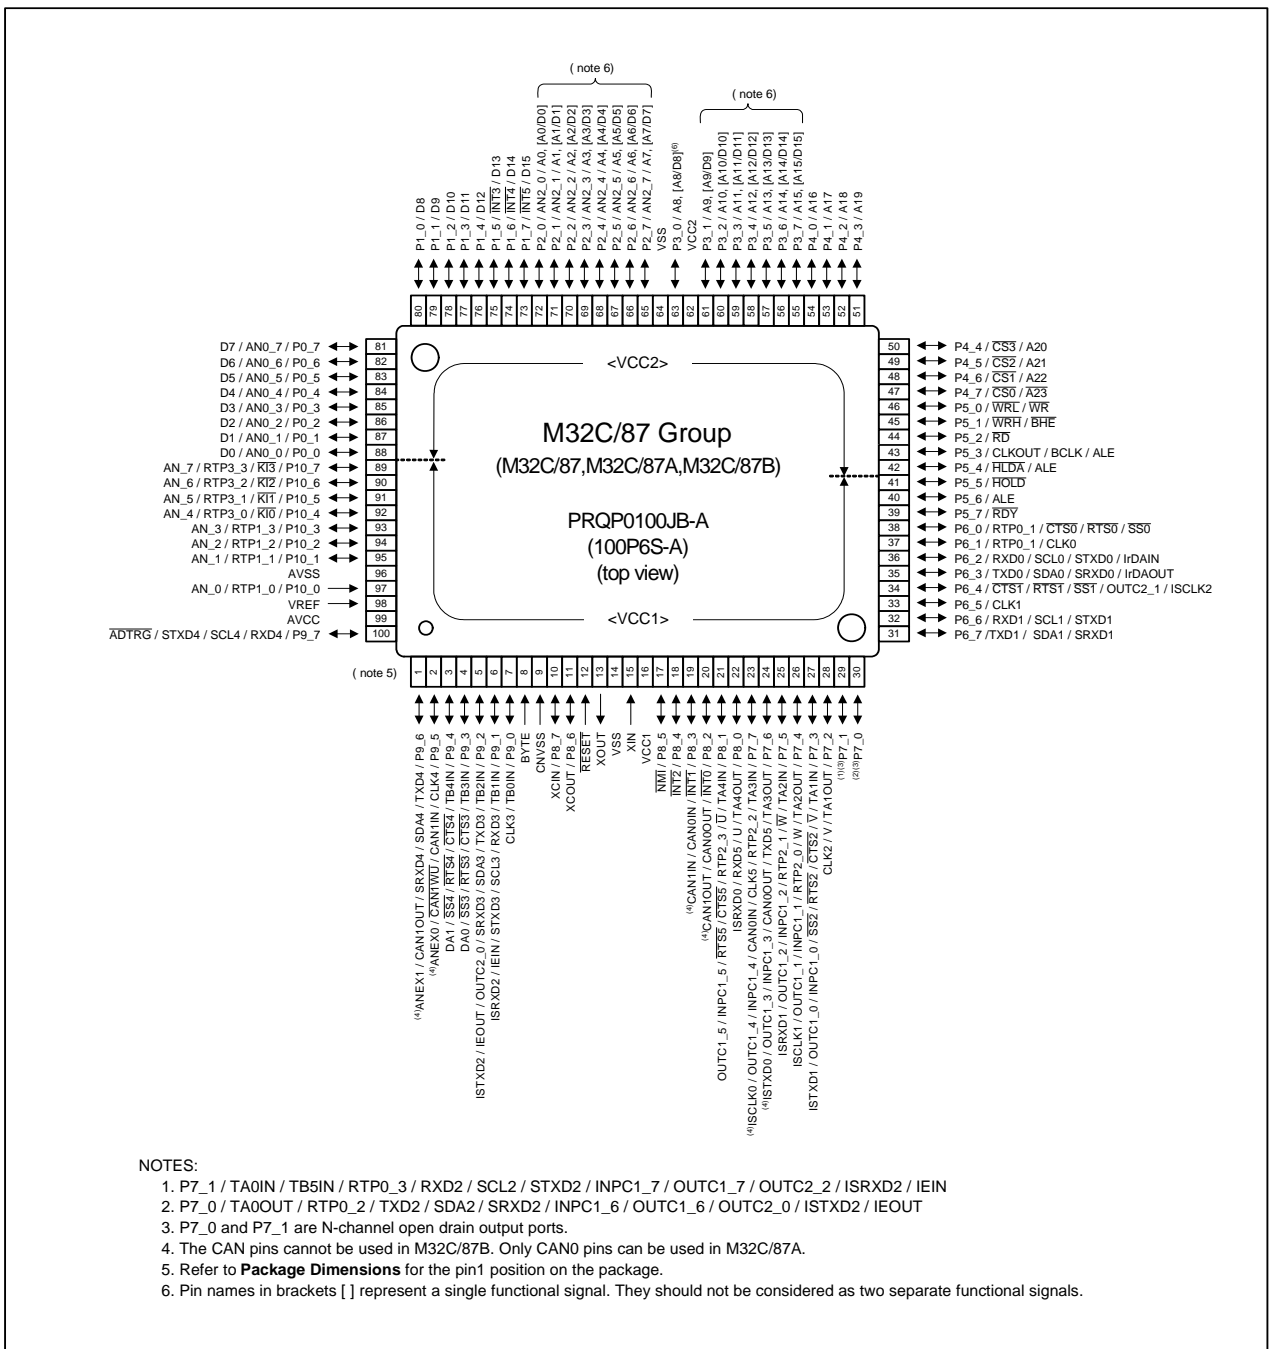 ( note 6)
( note 6)
P1_0 / D8
P1_1 / D9
P1_2 / D10
P1_3 / D11
P1_4 / D12
P1_5 / INT3 / D13
P1_6 / INT4 / D14
P1_7 / INT5 / D15
P2_0 / AN2_0 / A0, [A0/D0]
P2_1 / AN2_1 / A1, [A1/D1]
P2_2 / AN2_2 / A2, [A2/D2]
P2_3 / AN2_3 / A3, [A3/D3]
P2_4 / AN2_4 / A4, [A4/D4]
P2_5 / AN2_5 / A5, [A5/D5]
P2_6 / AN2_6 / A6, [A6/D6]
P2_7 / AN2_7 / A7, [A7/D7]
VSS
P3_0 / A8, [A8/D8](6)
VCC2
P3_1 / A9, [A9/D9]
P3_2 / A10, [A10/D10]
P3_3 / A11, [A11/D11]
P3_4 / A12, [A12/D12]
P3_5 / A13, [A13/D13]
P3_6 / A14, [A14/D14]
P3_7 / A15, [A15/D15]
P4_0 / A16
P4_1 / A17
P4_2 / A18
P4_3 / A19
80 79 78 77 76 75 74 73 72 71 70 69 68 67 66 65 64 63 62 61 60 59 58 57 56 55 54 53 52 51
D7 / AN0_7 / P0_7 81
D6 / AN0_6 / P0_6 82
D5 / AN0_5 / P0_5 83
D4 / AN0_4 / P0_4 84
D3 / AN0_3 / P0_3 85
D2 / AN0_2 / P0_2 86
D1 / AN0_1 / P0_1 87
D0 / AN0_0 / P0_0 88
AN_7 / RTP3_3 / KI3 / P10_7 89
AN_6 / RTP3_2 / KI2 / P10_6 90
AN_5 / RTP3_1 / KI1 / P10_5 91
AN_4 / RTP3_0 / KI0 / P10_4 92
AN_3 / RTP1_3 / P10_3 93
AN_2 / RTP1_2 / P10_2 94
AN_1 / RTP1_1 / P10_1 95
AVSS 96
AN_0 / RTP1_0 / P10_0 97
VREF 98
AVCC 99
ADTRG / STXD4 / SCL4 / RXD4 / P9_7 100
<VCC2>
M32C/87 Group
(M32C/87,M32C/87A,M32C/87B)
PRQP0100JB-A
(100P6S-A)
(top view)
<VCC1>
50 P4_4 / CS3 / A20
49 P4_5 / CS2 / A21
48 P4_6 / CS1 / A22
47 P4_7 / CS0 / A23
46 P5_0 / WRL / WR
45 P5_1 / WRH / BHE
44 P5_2 / RD
43 P5_3 / CLKOUT / BCLK / ALE
42 P5_4 / HLDA / ALE
41 P5_5 / HOLD
40 P5_6 / ALE
39 P5_7 / RDY
38 P6_0 / RTP0_1 / CTS0 / RTS0 / SS0
37 P6_1 / RTP0_1 / CLK0
36 P6_2 / RXD0 / SCL0 / STXD0 / IrDAIN
35 P6_3 / TXD0 / SDA0 / SRXD0 / IrDAOUT
34 P6_4 / CTS1 / RTS1 / SS1 / OUTC2_1 / ISCLK2
33 P6_5 / CLK1
32 P6_6 / RXD1 / SCL1 / STXD1
31 P6_7 /TXD1 / SDA1 / SRXD1
( note 5)
1 2 3 4 5 6 7 8 9 10 11 12 13 14 15 16 17 18 19 20 21 22 23 24 25 26 27 28 29 30
(4)ANEX1 / CAN1OUT / SRXD4 / SDA4 / TXD4 / P9_6
(4)ANEX0 / CAN1WU / CAN1IN / CLK4 / P9_5
DA1 / SS4 / RTS4 / CTS4 / TB4IN / P9_4
DA0 / SS3 / RTS3 / CTS3 / TB3IN / P9_3
ISTXD2 / IEOUT / OUTC2_0 / SRXD3 / SDA3 / TXD3 / TB2IN / P9_2
ISRXD2 / IEIN / STXD3 / SCL3 / RXD3 / TB1IN / P9_1
CLK3 / TB0IN / P9_0
BYTE
CNVSS
XCIN / P8_7
XCOUT / P8_6
RESET
XOUT
VSS
XIN
VCC1
NMI / P8_5
INT2 / P8_4
(4)CAN1IN / CAN0IN / INT1 / P8_3
(4)CAN1OUT / CAN0OUT / INT0 / P8_2
OUTC1_5 / INPC1_5 / RTS5 / CTS5 / RTP2_3 / U / TA4IN / P8_1
ISRXD0 / RXD5 / U / TA4OUT / P8_0
(4)ISCLK0 / OUTC1_4 / INPC1_4 / CAN0IN / CLK5 / RTP2_2 / TA3IN / P7_7
(4)ISTXD0 / OUTC1_3 / INPC1_3 / CAN0OUT / TXD5 / TA3OUT / P7_6
ISRXD1 / OUTC1_2 / INPC1_2 / RTP2_1 / W / TA2IN / P7_5
ISCLK1 / OUTC1_1 / INPC1_1 / RTP2_0 / W / TA2OUT / P7_4
ISTXD1 / OUTC1_0 / INPC1_0 / SS2 / RTS2 / CTS2 / V / TA1IN / P7_3
CLK2 / V / TA1OUT / P7_2
(1)(3)P7_1
(2)(3)P7_0
NOTES:
1. P7_1 / TA0IN / TB5IN / RTP0_3 / RXD2 / SCL2 / STXD2 / INPC1_7 / OUTC1_7 / OUTC2_2 / ISRXD2 / IEIN
2. P7_0 / TA0OUT / RTP0_2 / TXD2 / SDA2 / SRXD2 / INPC1_6 / OUTC1_6 / OUTC2_0 / ISTXD2 / IEOUT
3. P7_0 and P7_1 are N-channel open drain output ports.
4. The CAN pins cannot be used in M32C/87B. Only CAN0 pins can be used in M32C/87A.
5. Refer to Package Dimensions for the pin1 position on the package.
6. Pin names in brackets [ ] represent a single functional signal. They should not be considered as two separate functional signals.